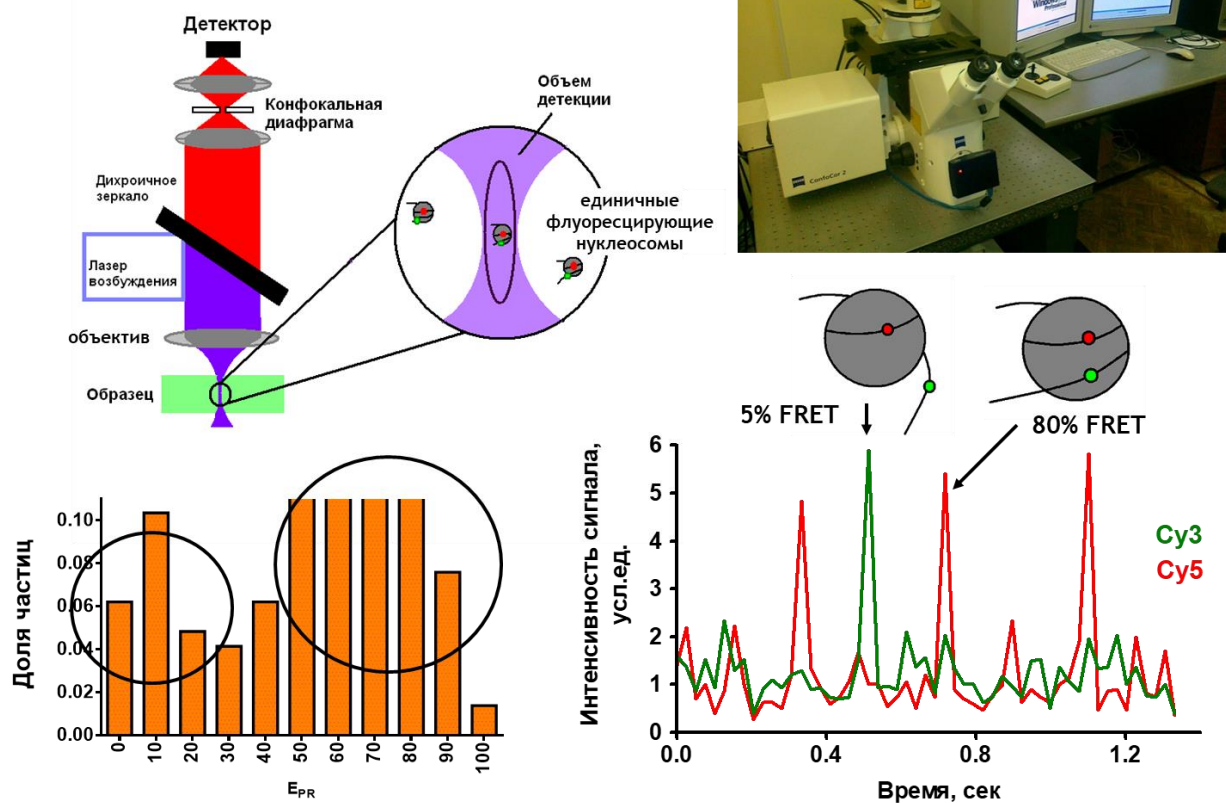 Детектор
Конфокальная
диафрагма
Дихроичное
зеркало
Лазер
возбуждения
объектив
Образец
Объем
детекции
единичные
флуоресцирующие
нуклеосомы
Windows
Professional
ZEISS
ConfoCor 2
5% FRET
80% FRET
Доля частиц
0.10
0.08
0.06
0.04
0.02
0.00
0 10 20 30 40 50 60 70 80 90 100
EPR
Интенсивность сигнала,
усл.ед.
6
5
4
3
2
1
0
Cy3
Cy5
0.0 0.4 0.8 1.2
Время, сек